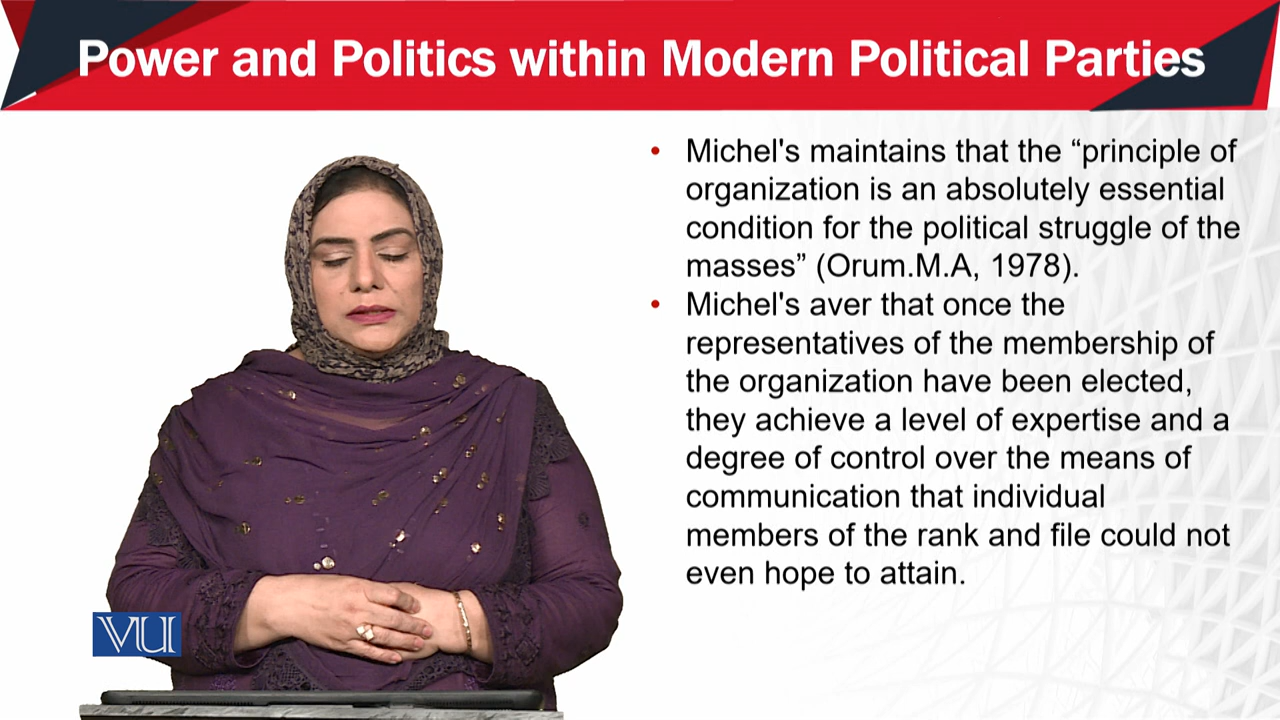 Power and Politics within Modern Political Parties
• Michel's maintains that the “principle of
organization is an absolutely essential
condition for the political struggle of the
masses” (Orum.M.A, 1978).
• Michel's aver that once the
representatives of the membership of
the organization have been elected,
they achieve a level of expertise and a
degree of control over the means of
communication that individual
members of the rank and file could not
even hope to attain.
VU